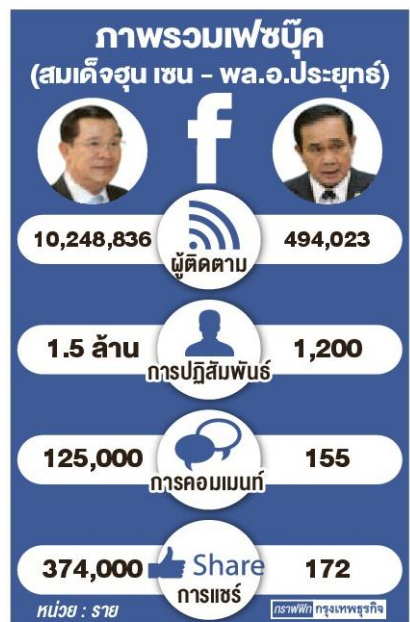 ภาพรวมเฟซบุ๊ค
(สมเด็จฮุน เซน - พล.อ.ประยุทธ์)
f
10,248,836 ผู้ติดตาม 494,023
1.5 ล้าน การปฏิสัมพันธ์ 1,200
125,000 การคอมเมนท์ 155
374,000 Share การแชร์ 172
หน่วย : ราย กราฟฟิก กรุงเทพธุรกิจ